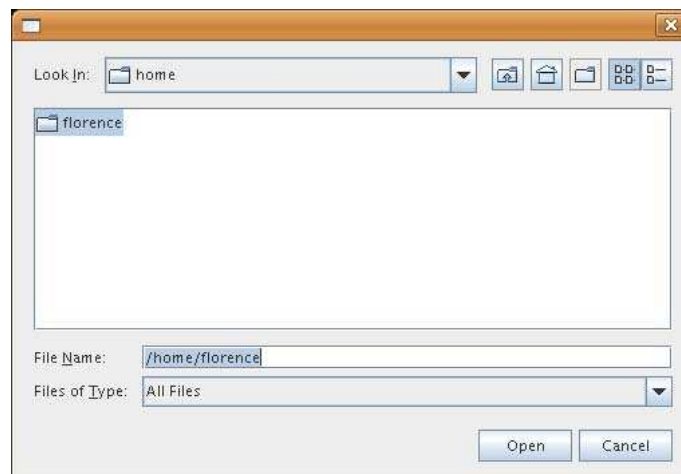 Look In: home
florence
File Name: /home/florence
Files of Type: All Files
Open Cancel